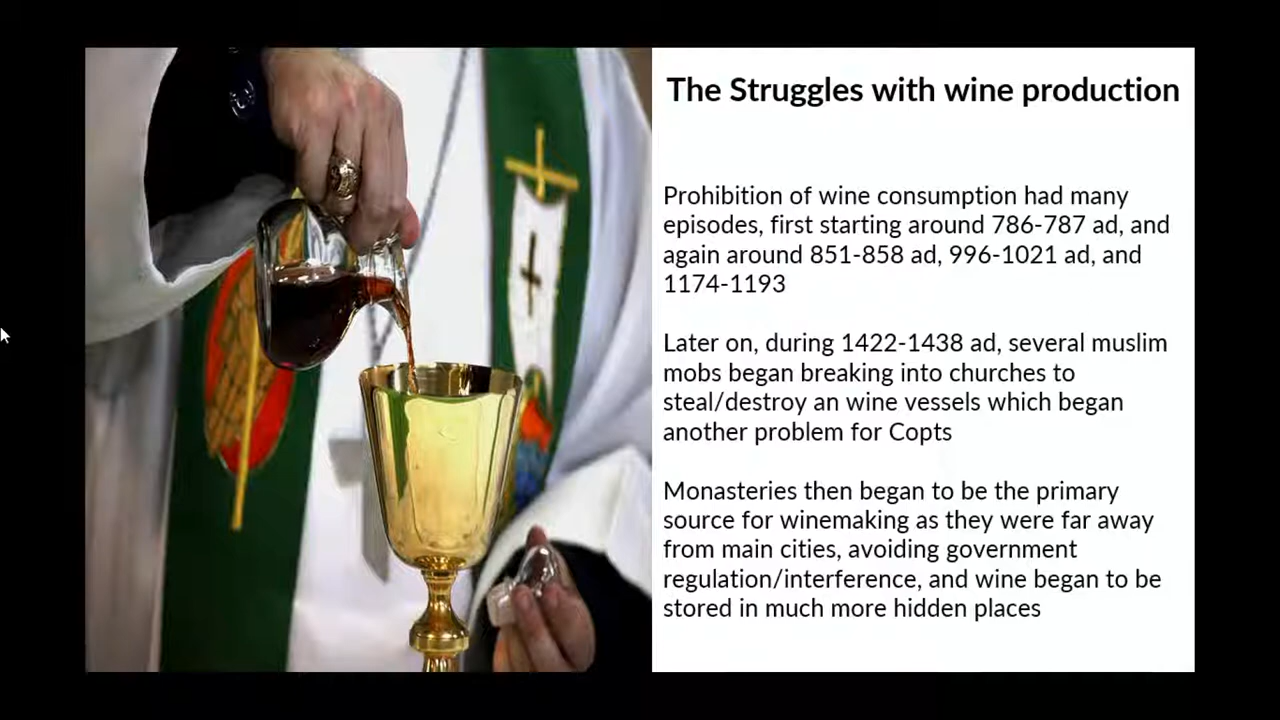 The Struggles with wine production
Prohibition of wine consumption had many
episodes, first starting around 786-787 ad, and
again around 851-858 ad, 996-1021 ad, and
1174-1193
Later on, during 1422-1438 ad, several muslim
mobs began breaking into churches to
steal/destroy an wine vessels which began
another problem for Copts
Monasteries then began to be the primary
source for winemaking as they were far away
from main cities, avoiding government
regulation/interference, and wine began to be
stored in much more hidden places